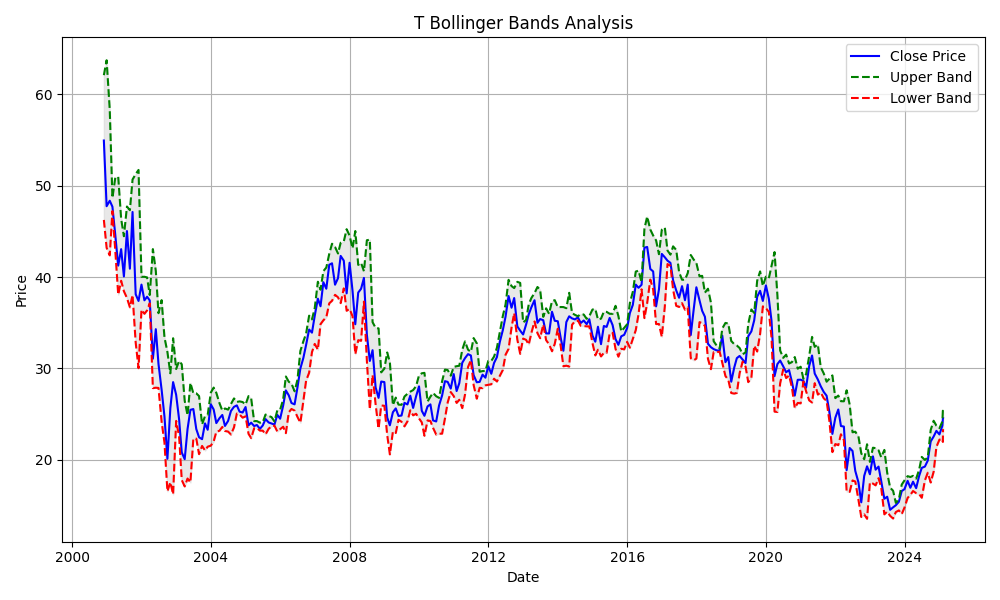 T Bollinger Bands Analysis
Close Price
Upper Band
Lower Band
Price
60
50
40
30
20
2000
2004
2008
2012
2016
2020
2024
Date